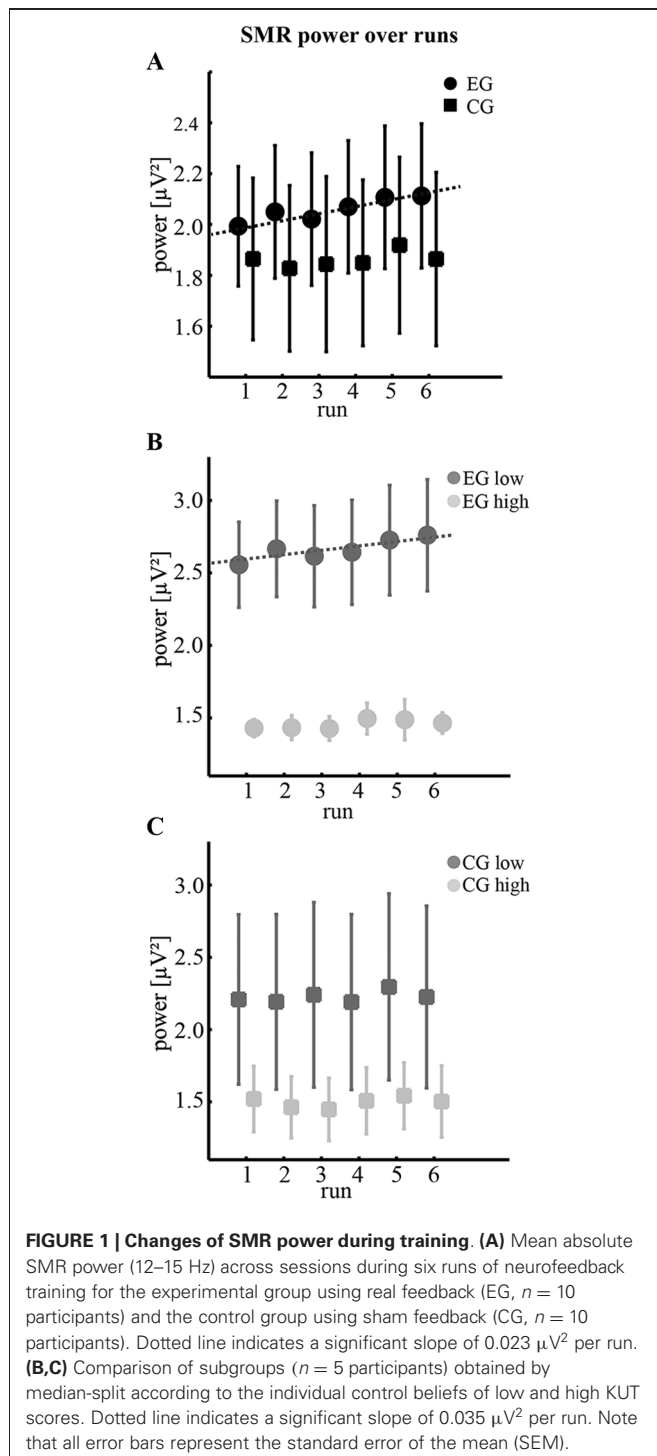 SMR power over runs
A
EG
CG
2.4
2.2
2.0
1.8
1.6
power [µV²]
1 2 3 4 5 6
run
B
EG low
EG high
3.0
2.5
2.0
1.5
power [µV²]
1 2 3 4 5 6
run
C
CG low
CG high
3.0
2.5
2.0
1.5
power [µV²]
1 2 3 4 5 6
run
FIGURE 1 | Changes of SMR power during training. (A) Mean absolute
SMR power (12–15 Hz) across sessions during six runs of neurofeedback
training for the experimental group using real feedback (EG, n = 10
participants) and the control group using sham feedback (CG, n = 10
participants). Dotted line indicates a significant slope of 0.023 µV² per run.
(B,C) Comparison of subgroups (n = 5 participants) obtained by
median-split according to the individual control beliefs of low and high KUT
scores. Dotted line indicates a significant slope of 0.035 µV² per run. Note
that all error bars represent the standard error of the mean (SEM).